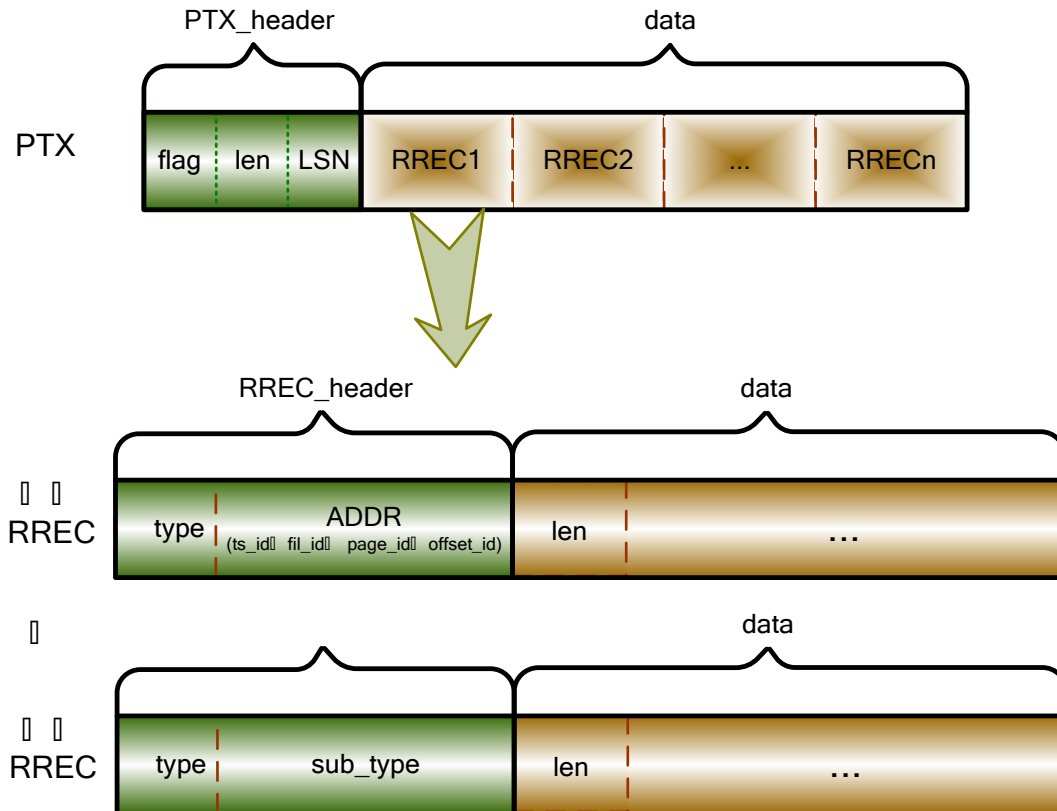 PTX_header
data
PTX
flag
len
LSN
RREC1
RREC2
...
RRECn
RREC_header
data
RREC
type
ADDR
(ts_id fil_id page_id offset_id)
len
...
data
RREC
type
sub_type
len
...